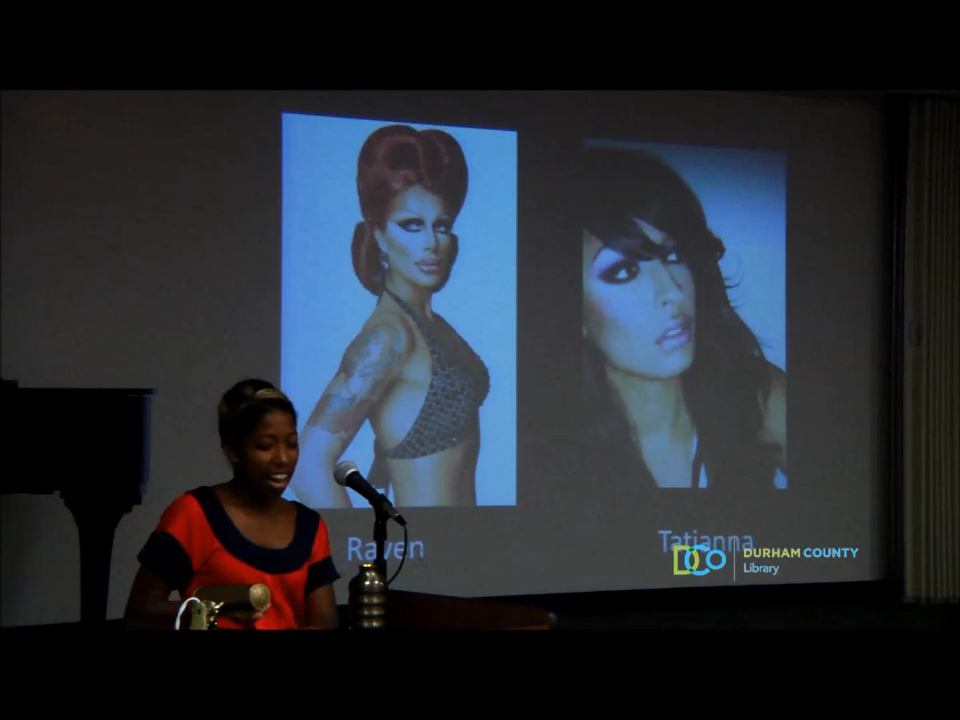 Raven
Tatianna
DCo
DURHAM COUNTY
Library